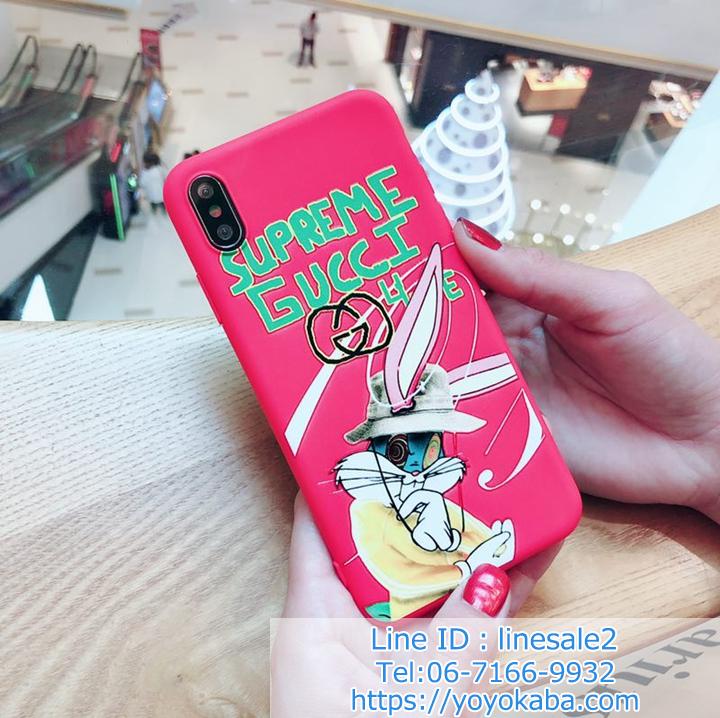 SUPREME
GUCCI
Line ID : linesale2
Tel:06-7166-9932
https://yoyokaba.com